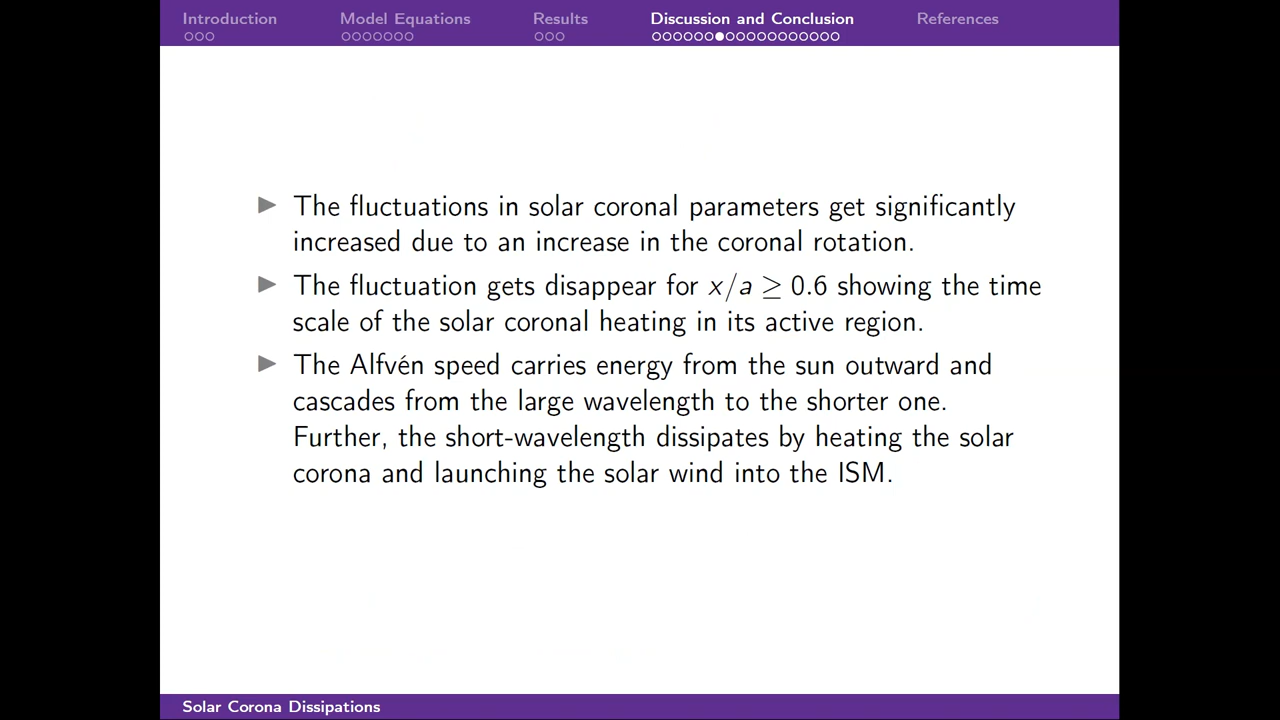 Introduction
Model Equations
Results
Discussion and Conclusion
References
The fluctuations in solar coronal parameters get significantly
increased due to an increase in the coronal rotation.
The fluctuation gets disappear for x/a ≥ 0.6 showing the time
scale of the solar coronal heating in its active region.
The Alfvén speed carries energy from the sun outward and
cascades from the large wavelength to the shorter one.
Further, the short-wavelength dissipates by heating the solar
corona and launching the solar wind into the ISM.
Solar Corona Dissipations